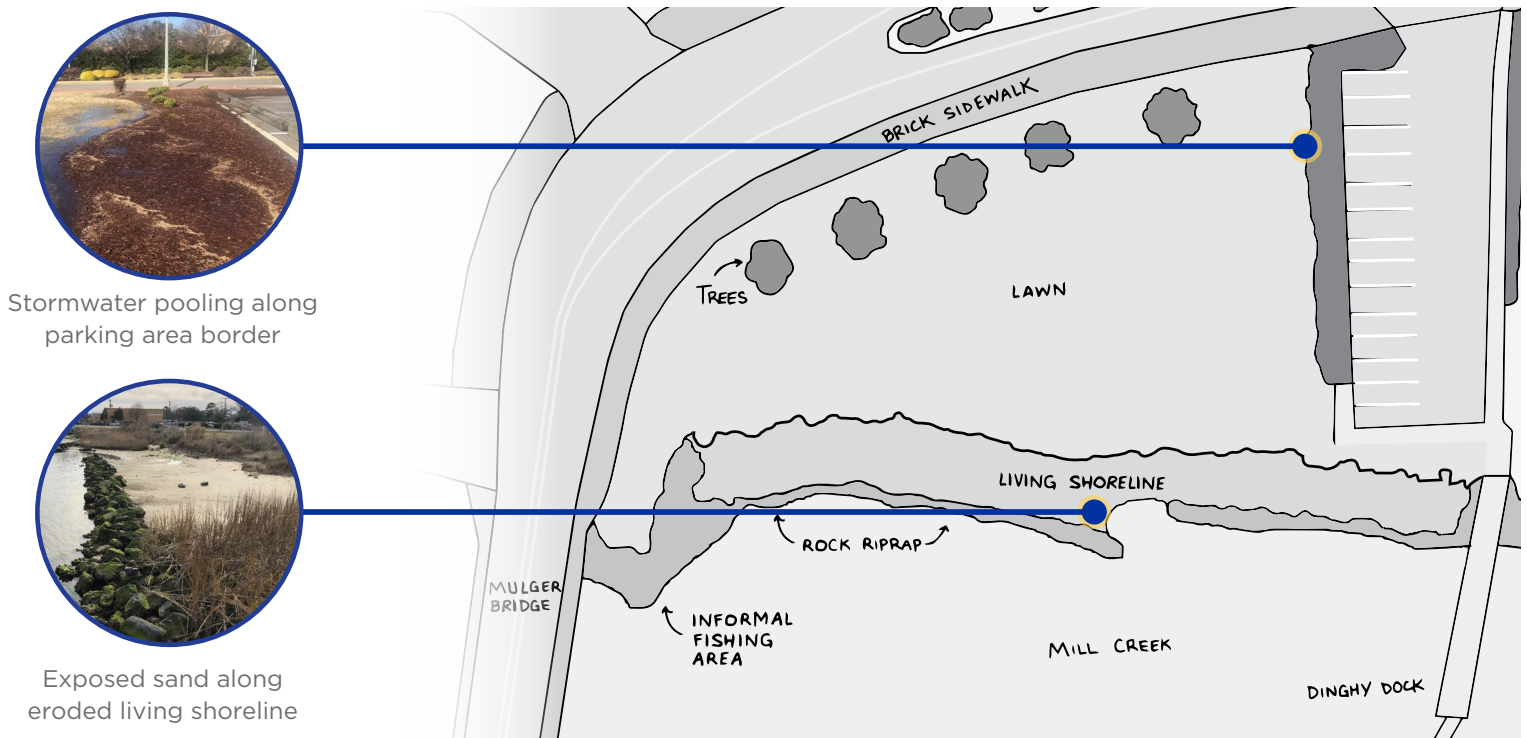 Stormwater pooling along
parking area border
Exposed sand along
eroded living shoreline
BRICK SIDEWALK
TREES
LAWN
LIVING SHORELINE
ROCK RIPRAP
MULGER
BRIDGE
INFORMAL
FISHING
AREA
MILL CREEK
DINGHY DOCK